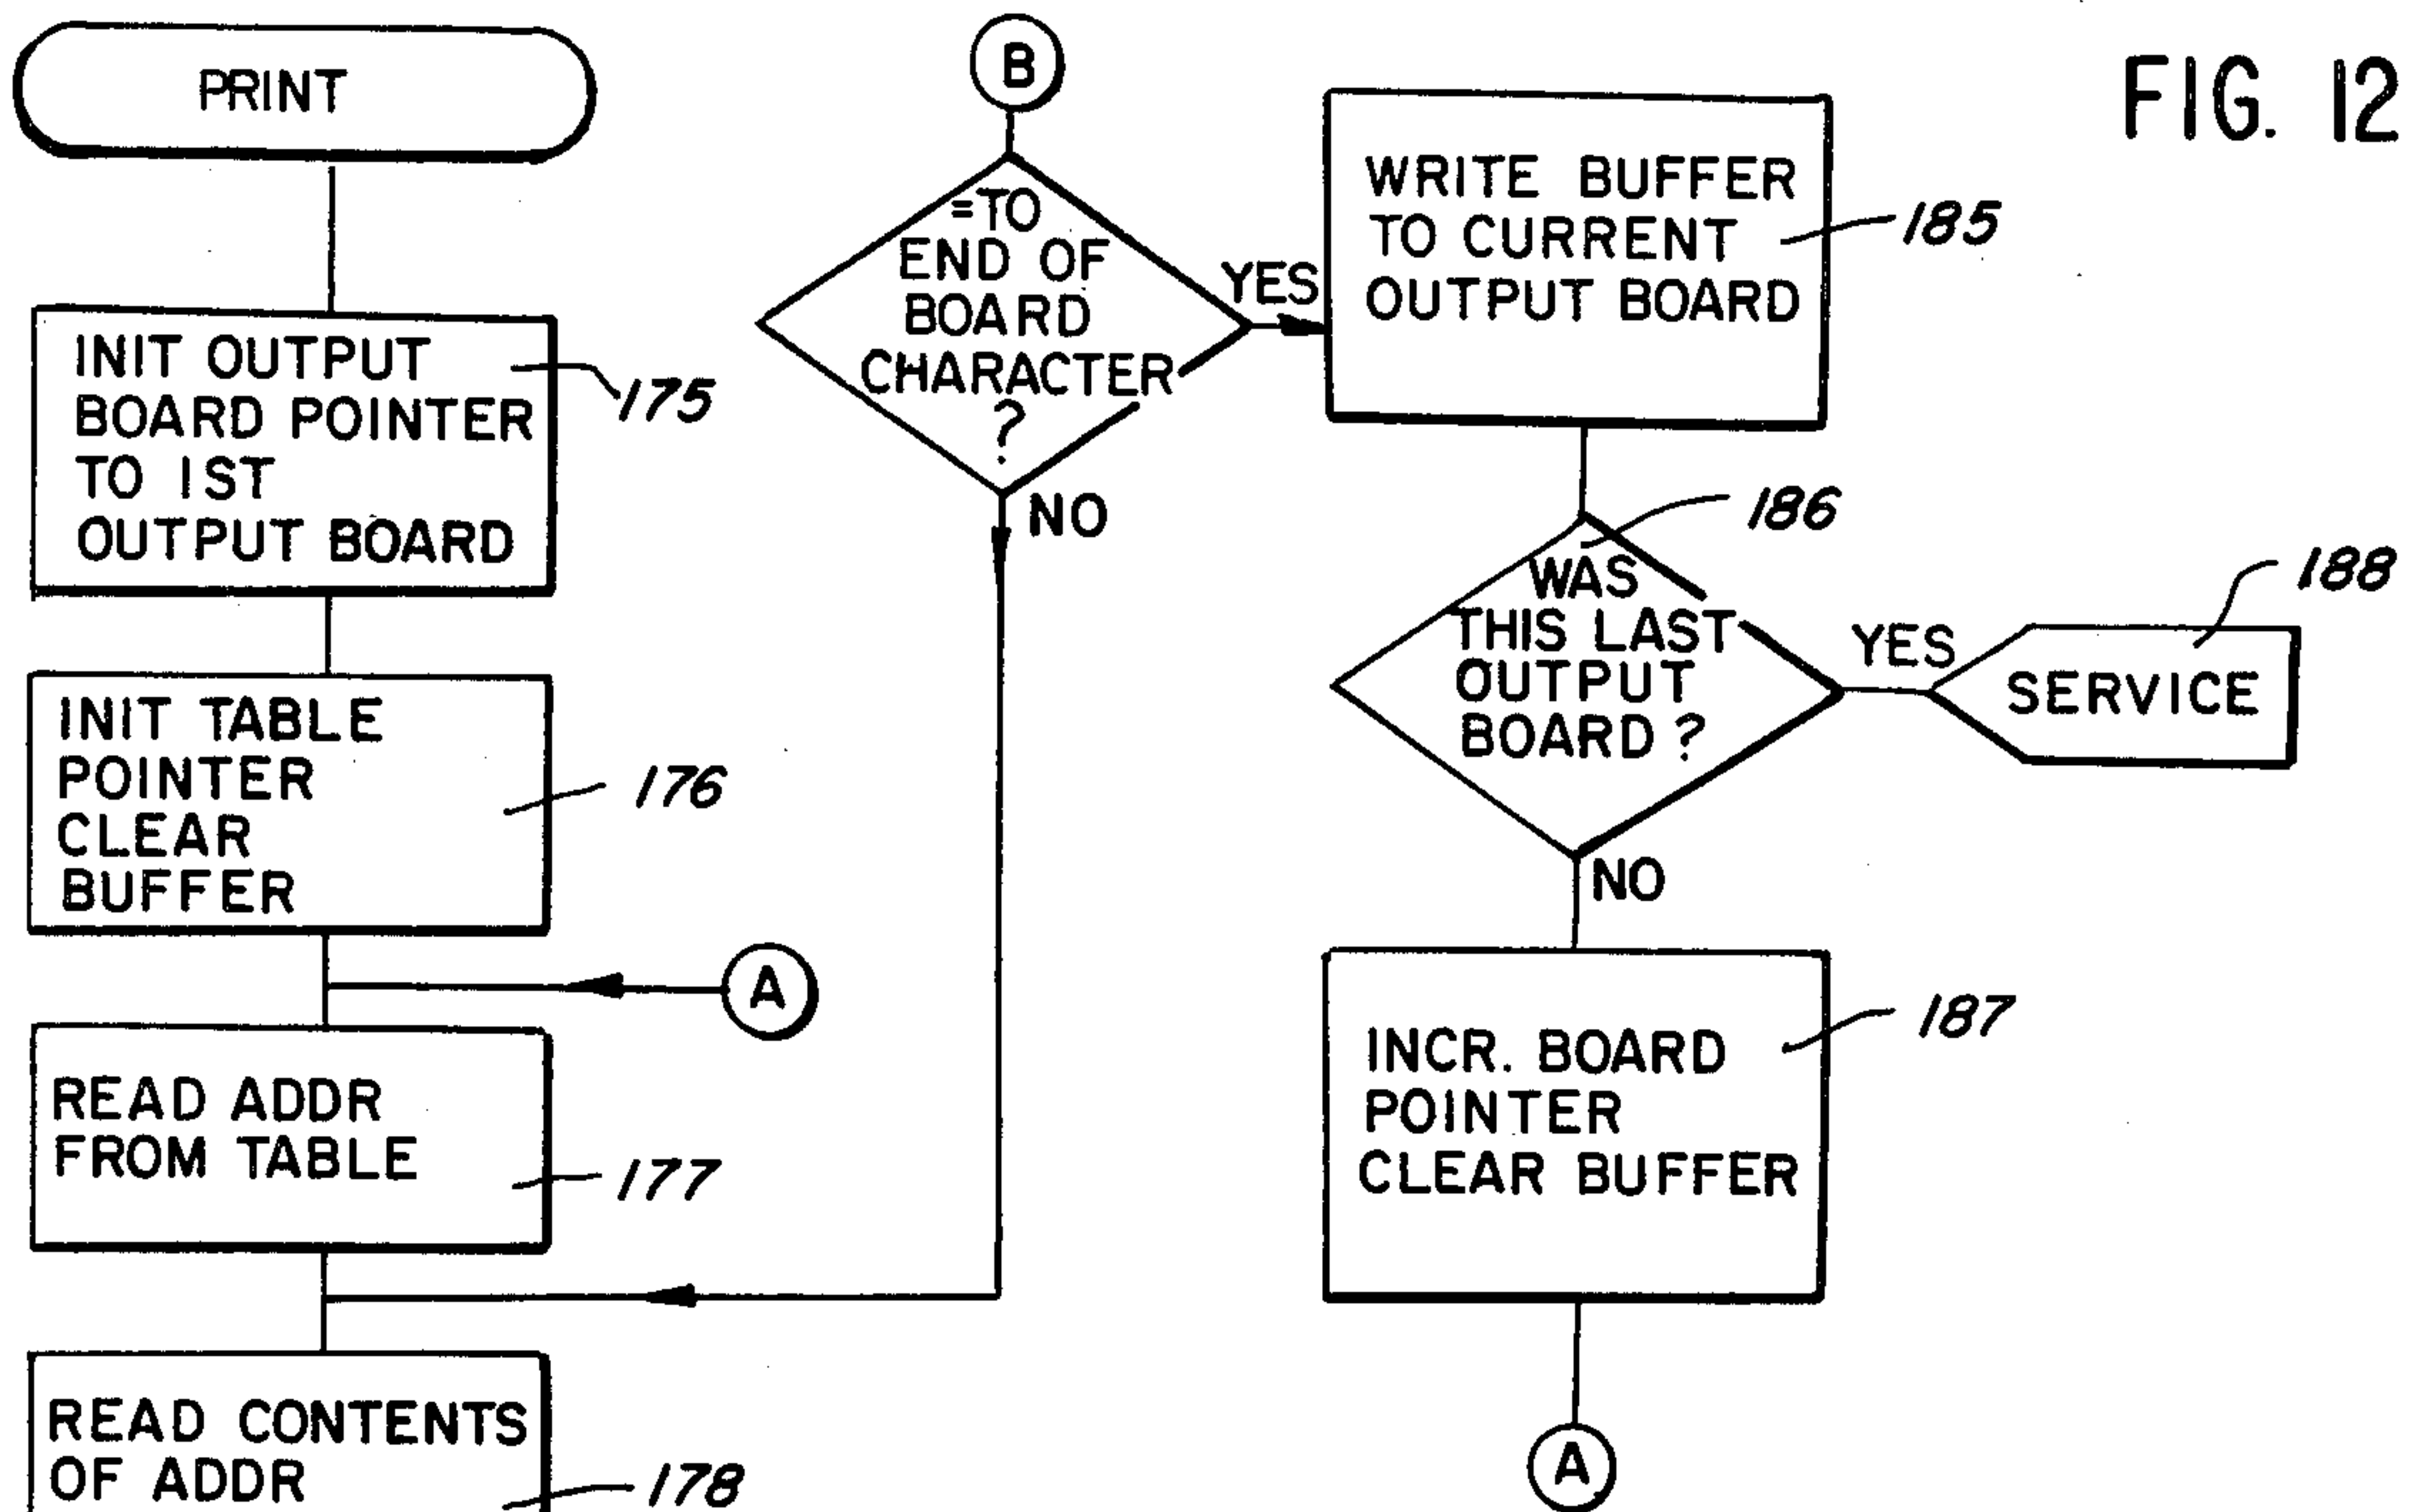 FIG. 12
PRINT
INIT OUTPUT
BOARD POINTER
TO 1ST
OUTPUT BOARD
175
INIT TABLE
POINTER
CLEAR
BUFFER
176
A
READ ADDR
FROM TABLE
177
READ CONTENTS
OF ADDR
178
B
=TO
END OF
BOARD
CHARACTER
?
YES
NO
WRITE BUFFER
TO CURRENT
OUTPUT BOARD
185
186
WAS
THIS LAST
OUTPUT
BOARD ?
YES
SERVICE
188
NO
INCR. BOARD
POINTER
CLEAR BUFFER
187
A